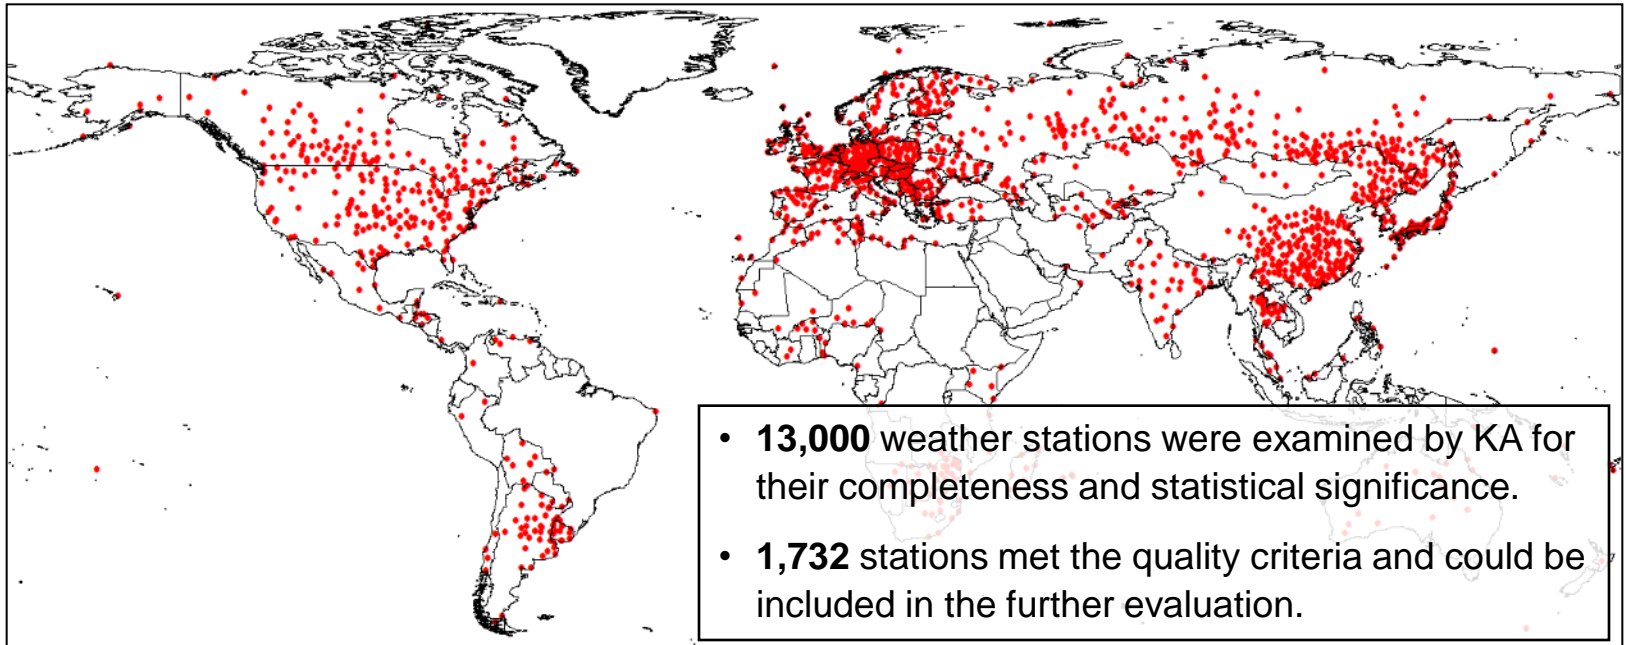 • 13,000 weather stations were examined by KA for
their completeness and statistical significance.
• 1,732 stations met the quality criteria and could be
included in the further evaluation.